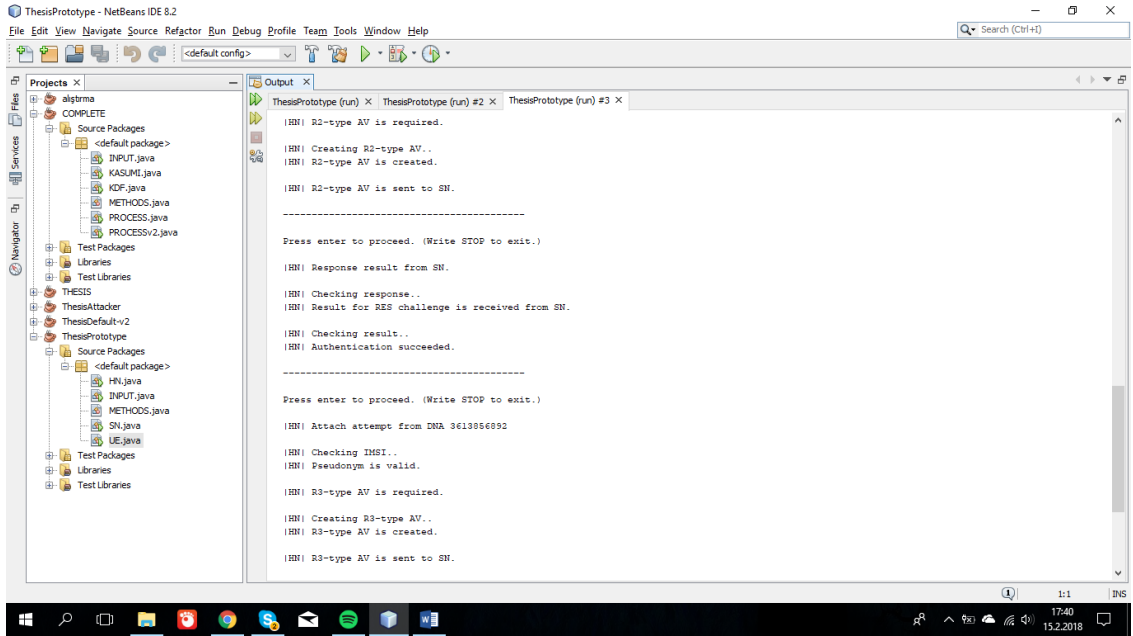 ThesisPrototype - NetBeans IDE 8.2
File Edit View Navigate Source Refactor Run Debug Profile Team Tools Window Help
Search (Ctrl+I)
<default config>
Files
Services
Navigator
Projects
alıştırma
COMPLETE
Source Packages
<default package>
INPUT.java
KASUMI.java
KDF.java
METHODS.java
PROCESS.java
PROCESSv2.java
Test Packages
Libraries
Test Libraries
THESIS
ThesisAttacker
ThesisDefault-v2
ThesisPrototype
Source Packages
<default package>
HN.java
INPUT.java
METHODS.java
SN.java
UE.java
Test Packages
Libraries
Test Libraries
Output
ThesisPrototype (run) ThesisPrototype (run) #2 ThesisPrototype (run) #3
|HN| R2-type AV is required.
|HN| Creating R2-type AV..
|HN| R2-type AV is created.
|HN| R2-type AV is sent to SN.
------------------------------------------
Press enter to proceed. (Write STOP to exit.)
|HN| Response result from SN.
|HN| Checking response..
|HN| Result for RES challenge is received from SN.
|HN| Checking result..
|HN| Authentication succeeded.
------------------------------------------
Press enter to proceed. (Write STOP to exit.)
|HN| Attach attempt from DNA 3613856892
|HN| Checking IMSI..
|HN| Pseudonym is valid.
|HN| R3-type AV is required.
|HN| Creating R3-type AV..
|HN| R3-type AV is created.
|HN| R3-type AV is sent to SN.
1:1 INS
17:40
15.2.2018